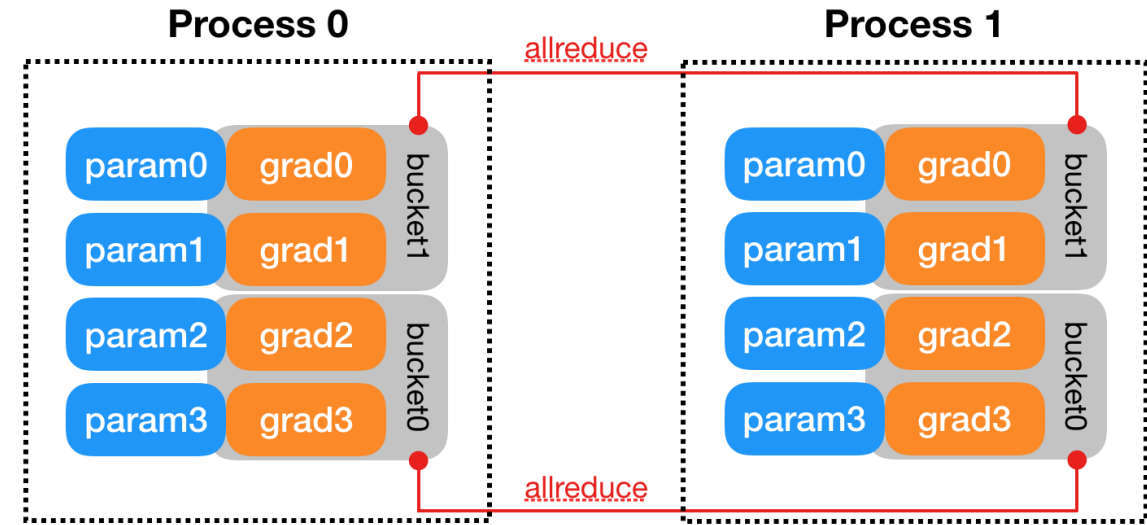 Process 0
Process 1
allreduce
param0 grad0
param1 grad1
bucket1
param2 grad2
param3 grad3
bucket0
param0 grad0
param1 grad1
bucket1
param2 grad2
param3 grad3
bucket0
allreduce